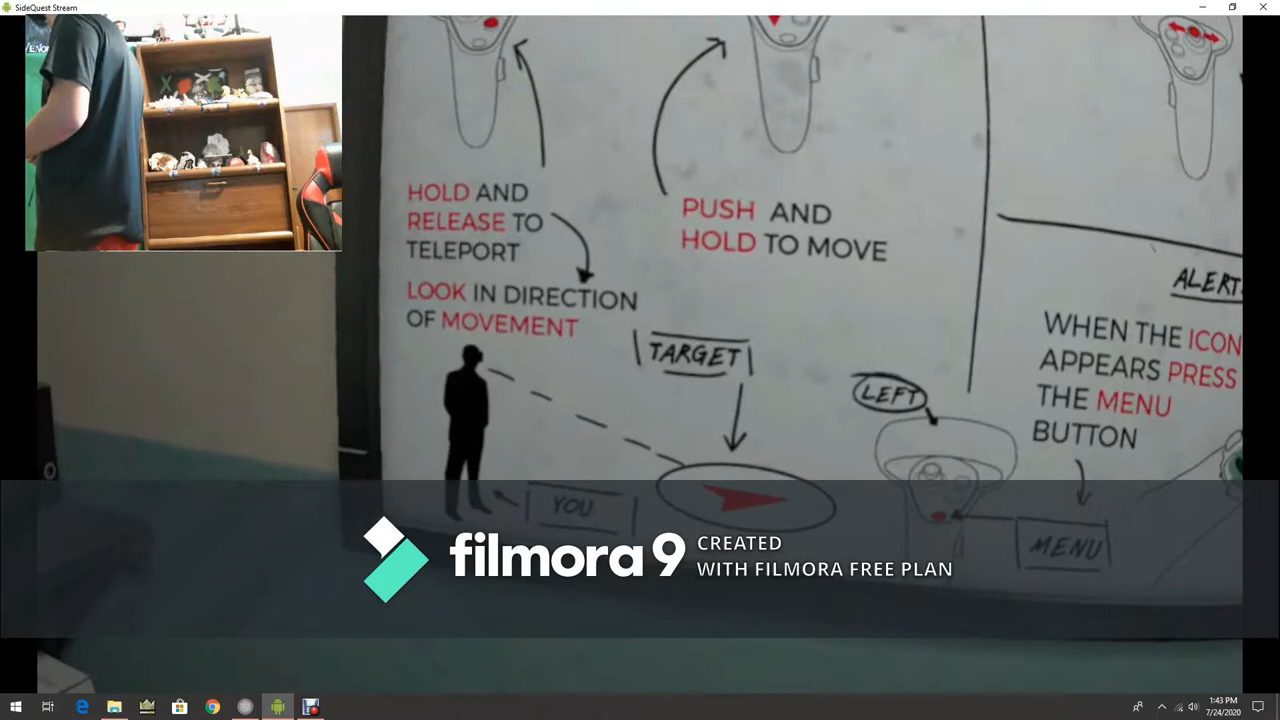 SideQuest Stream
HOLD AND
RELEASE TO
TELEPORT
LOOK IN DIRECTION
OF MOVEMENT
PUSH AND
HOLD TO MOVE
TARGET
YOU
LEFT
ALERT
WHEN THE ICON
APPEARS PRESS
THE MENU
BUTTON
MENU
filmora 9
CREATED
WITH FILMORA FREE PLAN
1:43 PM
7/24/2020